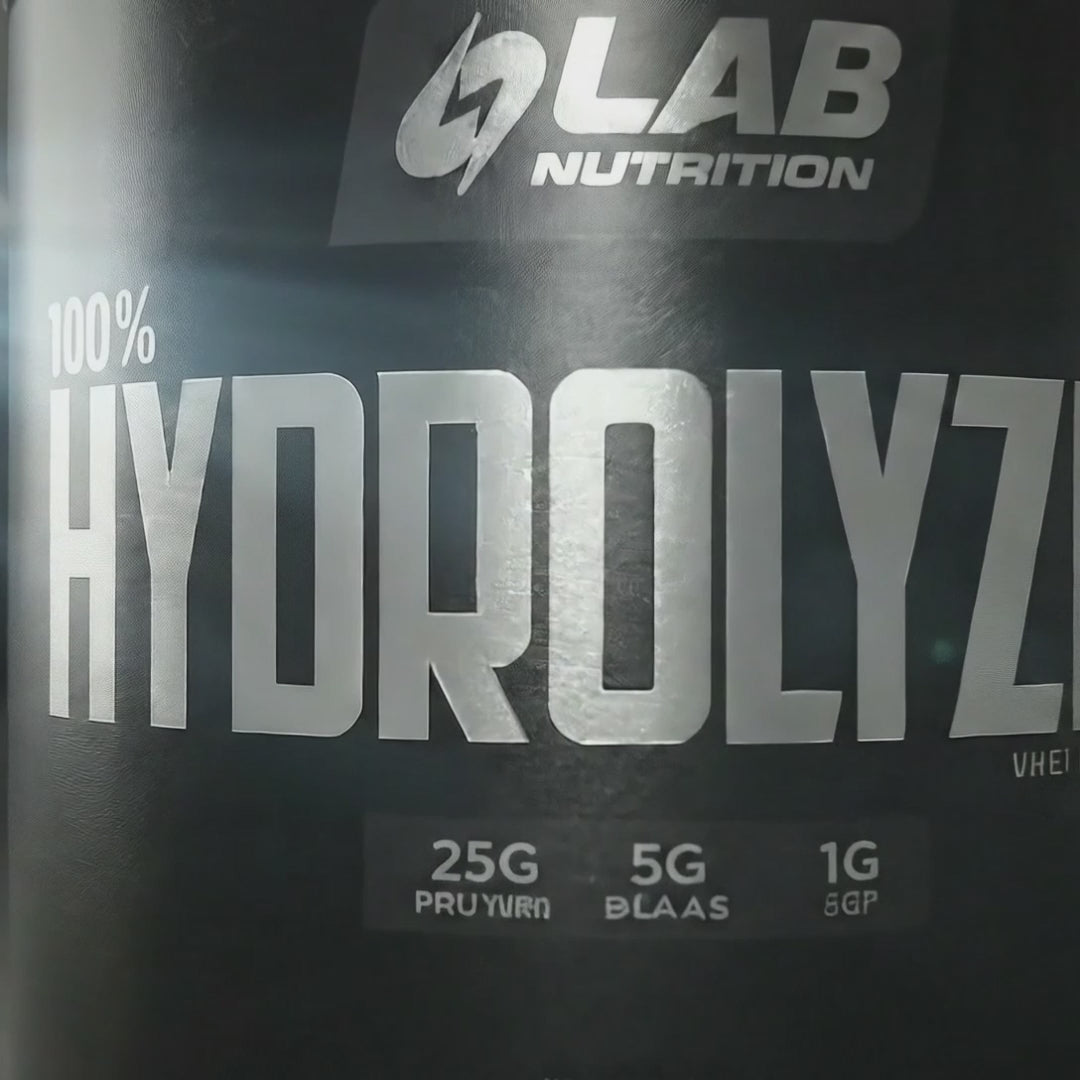 LAB
NUTRITION
100%
HYDROLYZ
25G 5G 1G